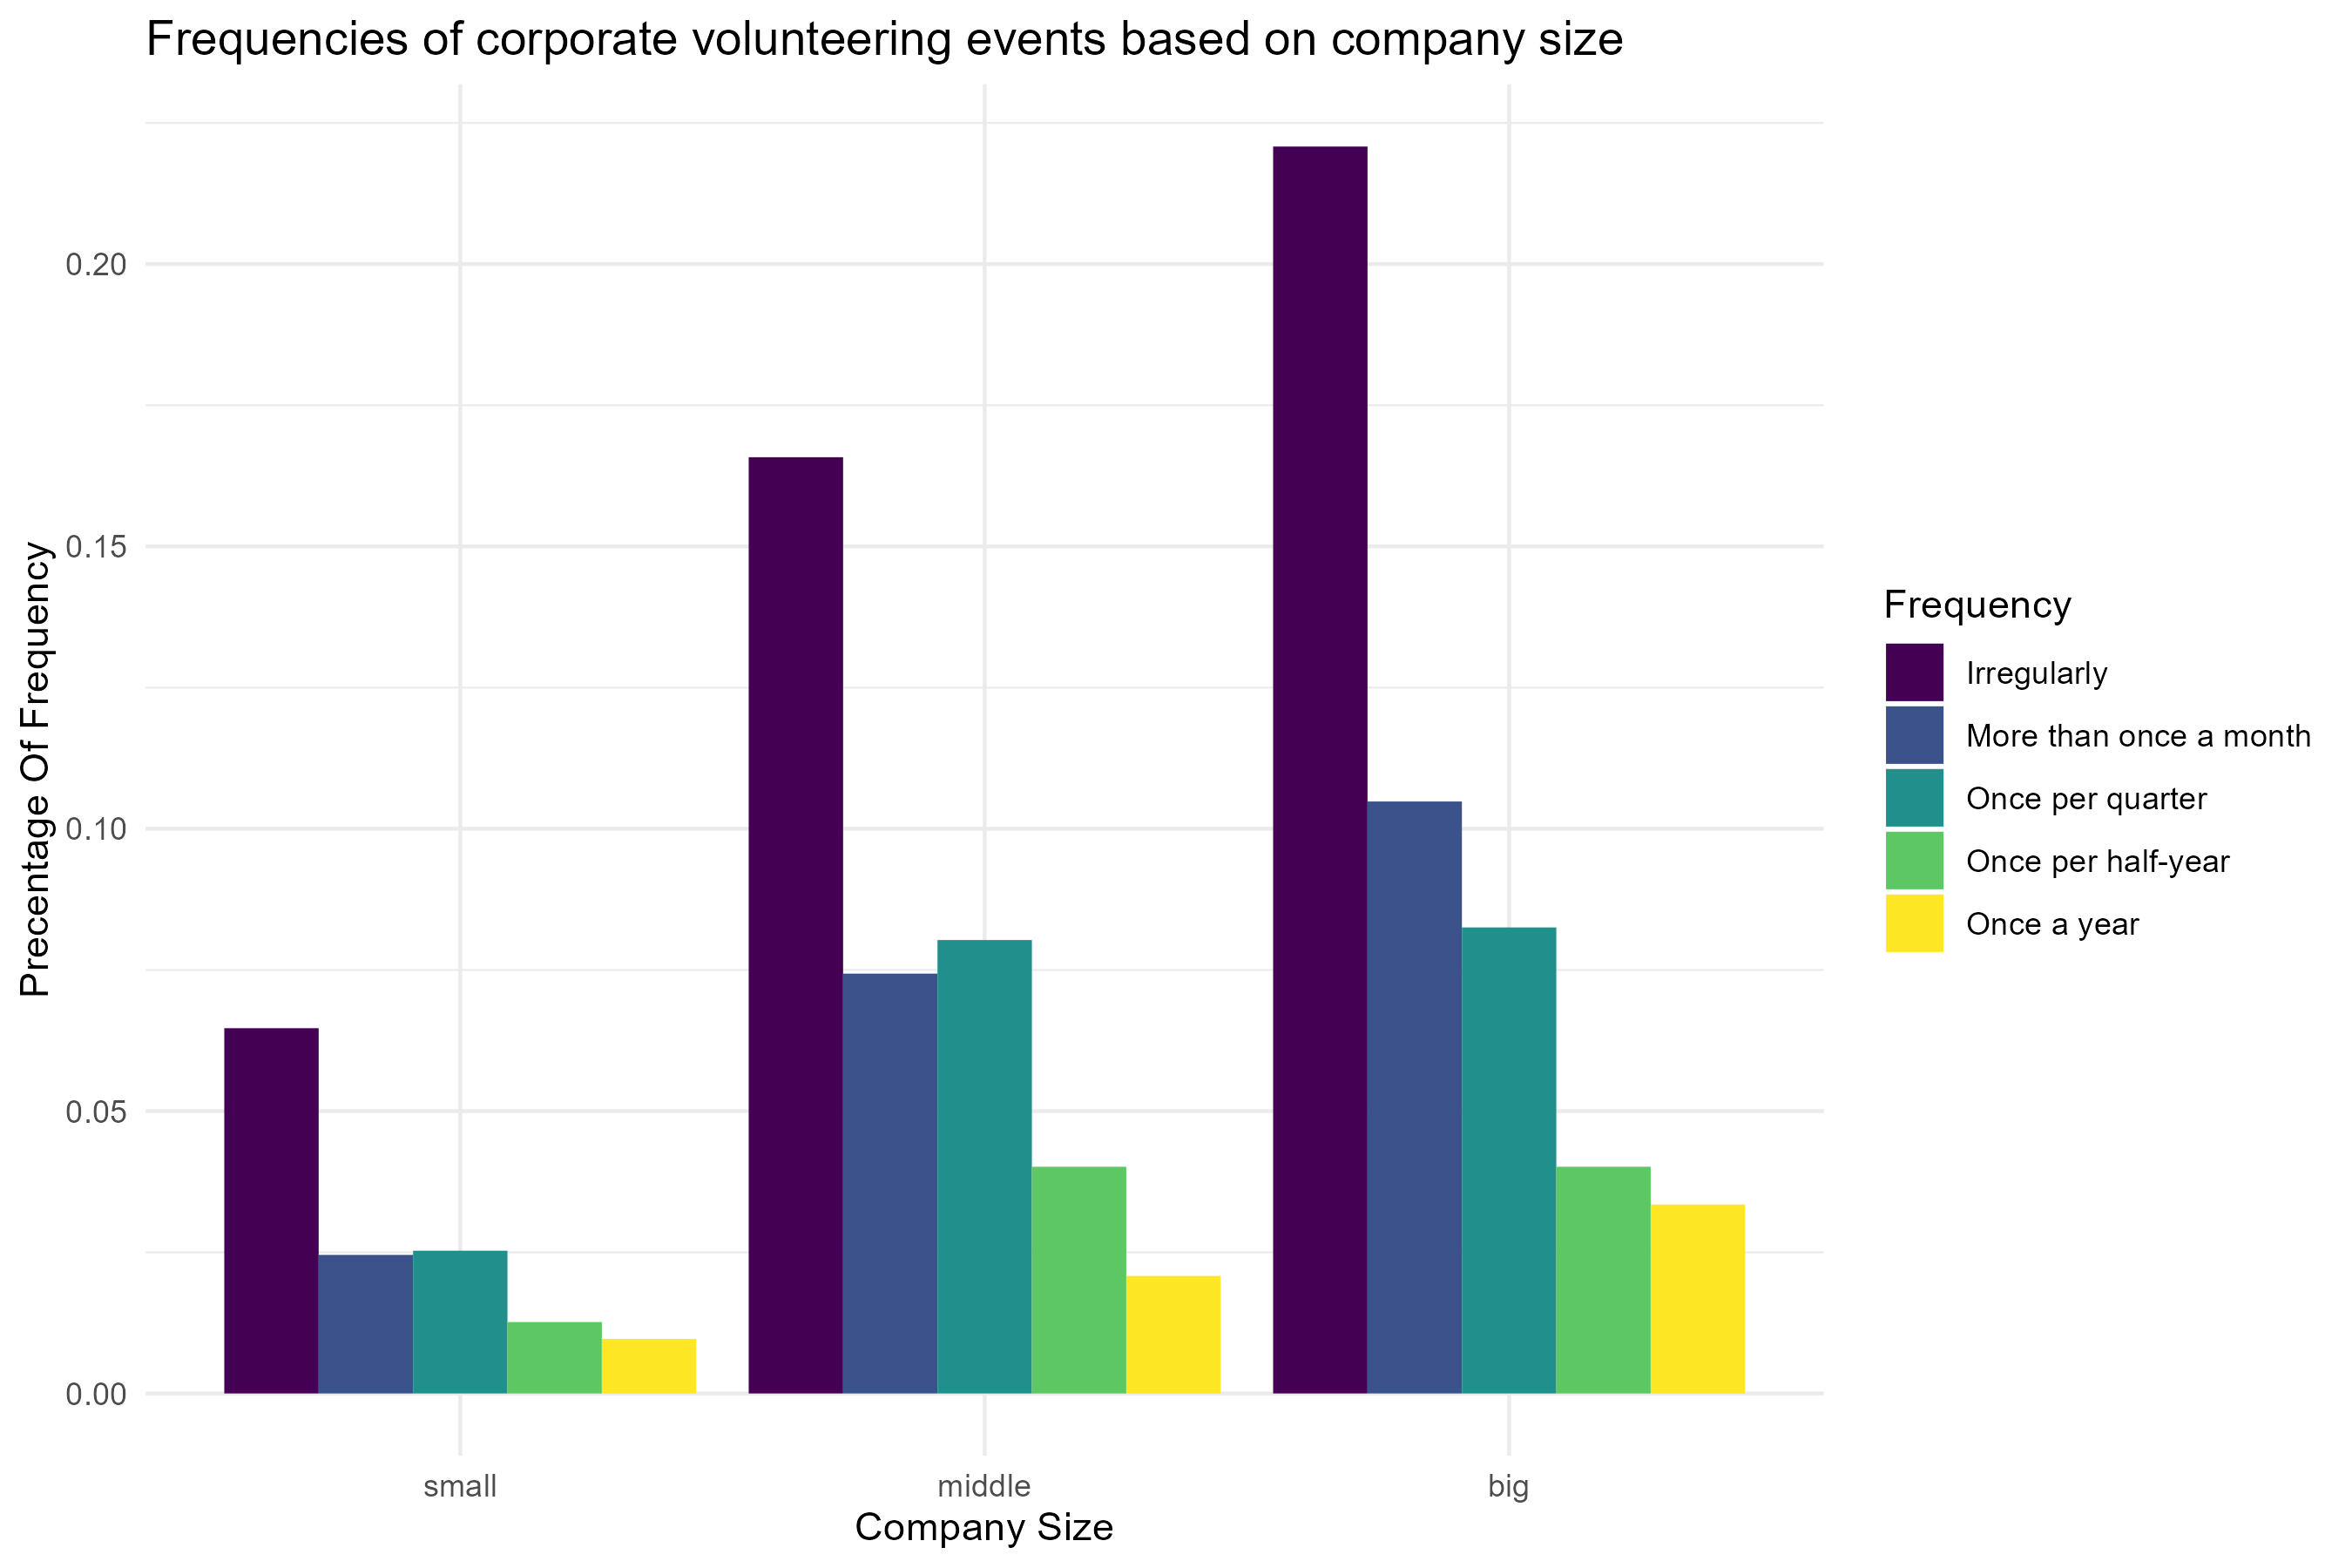 Frequencies of corporate volunteering events based on company size
Precentage Of Frequency
0.20
0.15
0.10
0.05
0.00
small
middle
big
Company Size
Frequency
Irregularly
More than once a month
Once per quarter
Once per half-year
Once a year